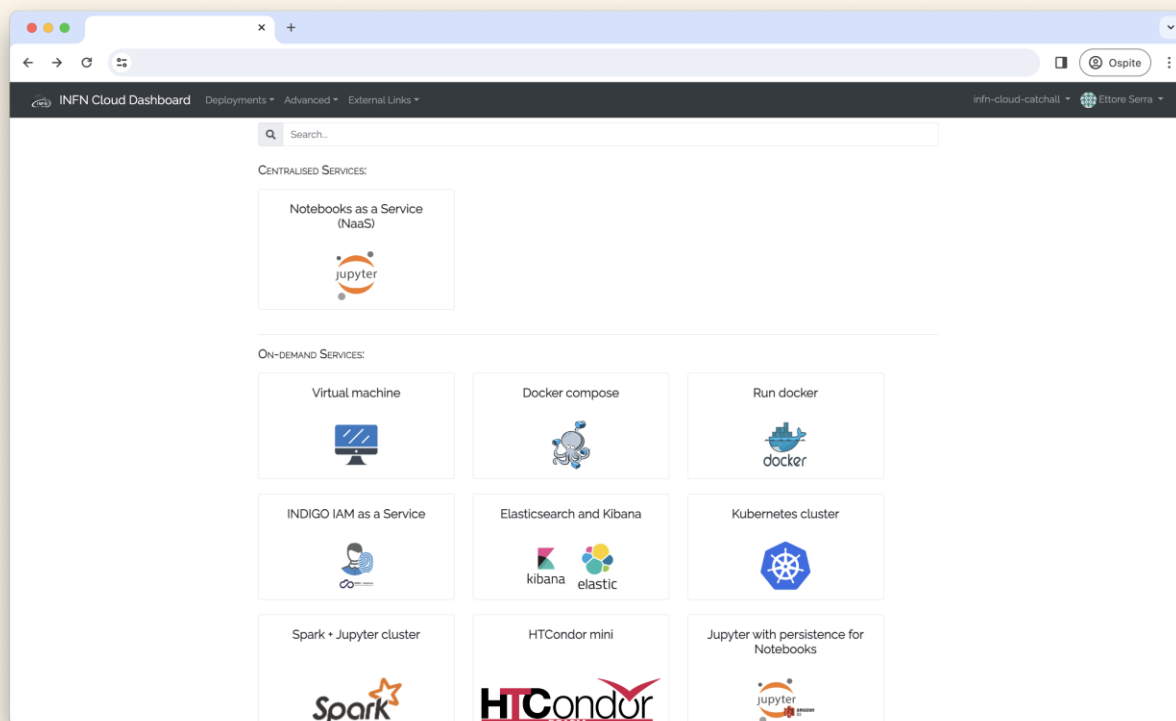 Ospite
INFN
INFN Cloud Dashboard Deployments Advanced External Links infn-cloud-catchall Ettore Serra
Search...
CENTRALISED SERVICES:
Notebooks as a Service
(NaaS)
jupyter
ON-DEMAND SERVICES:
Virtual machine Docker compose Run docker
docker
INDIGO IAM as a Service Elasticsearch and Kibana Kubernetes cluster
kibana elastic
Spark + Jupyter cluster HTCondor mini Jupyter with persistence for
Notebooks
Spark HTCondor jupyter